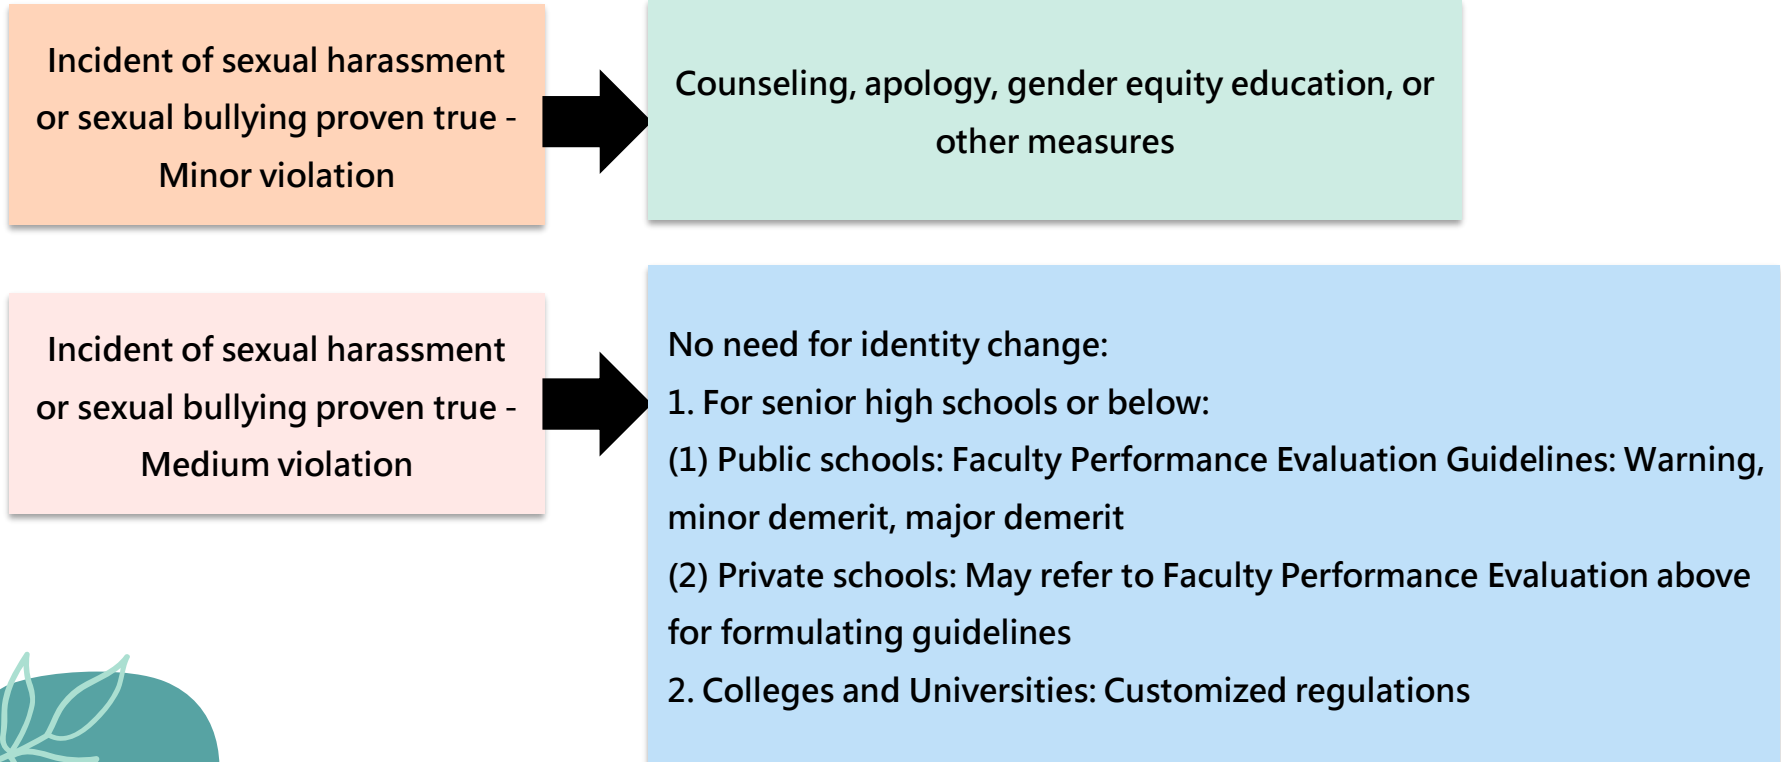 Incident of sexual harassment
or sexual bullying proven true -
Minor violation
Counseling, apology, gender equity education, or
other measures
Incident of sexual harassment
or sexual bullying proven true -
Medium violation
No need for identity change:
1. For senior high schools or below:
(1) Public schools: Faculty Performance Evaluation Guidelines: Warning,
minor demerit, major demerit
(2) Private schools: May refer to Faculty Performance Evaluation above
for formulating guidelines
2. Colleges and Universities: Customized regulations